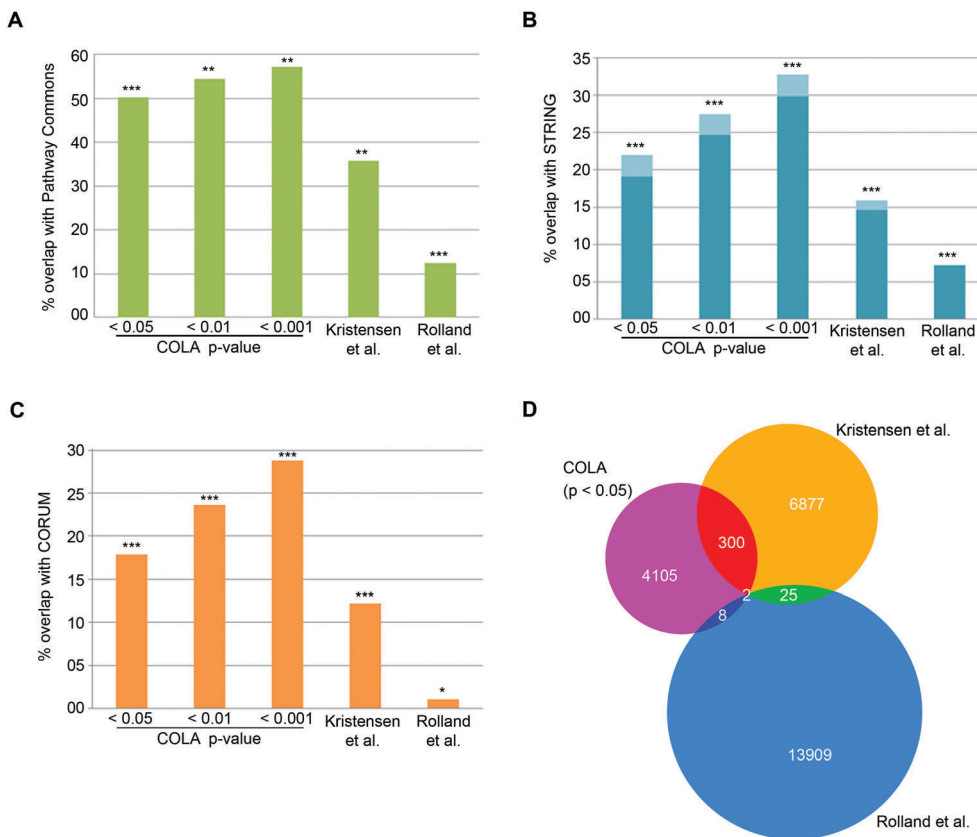 A
% overlap with Pathway Commons
60
50
40
30
20
10
00
***
**
**
**
***
< 0.05
< 0.01
< 0.001
COLA p-value
Kristensen
et al.
Rolland
et al.
B
% overlap with STRING
35
30
25
20
15
10
05
00
***
***
***
***
***
< 0.05
< 0.01
< 0.001
COLA p-value
Kristensen
et al.
Rolland
et al.
C
% overlap with CORUM
30
25
20
15
10
05
00
***
***
***
***
*
< 0.05
< 0.01
< 0.001
COLA p-value
Kristensen
et al.
Rolland
et al.
D
Kristensen et al.
COLA
(p < 0.05)
6877
300
4105
2
25
8
13909
Rolland et al.